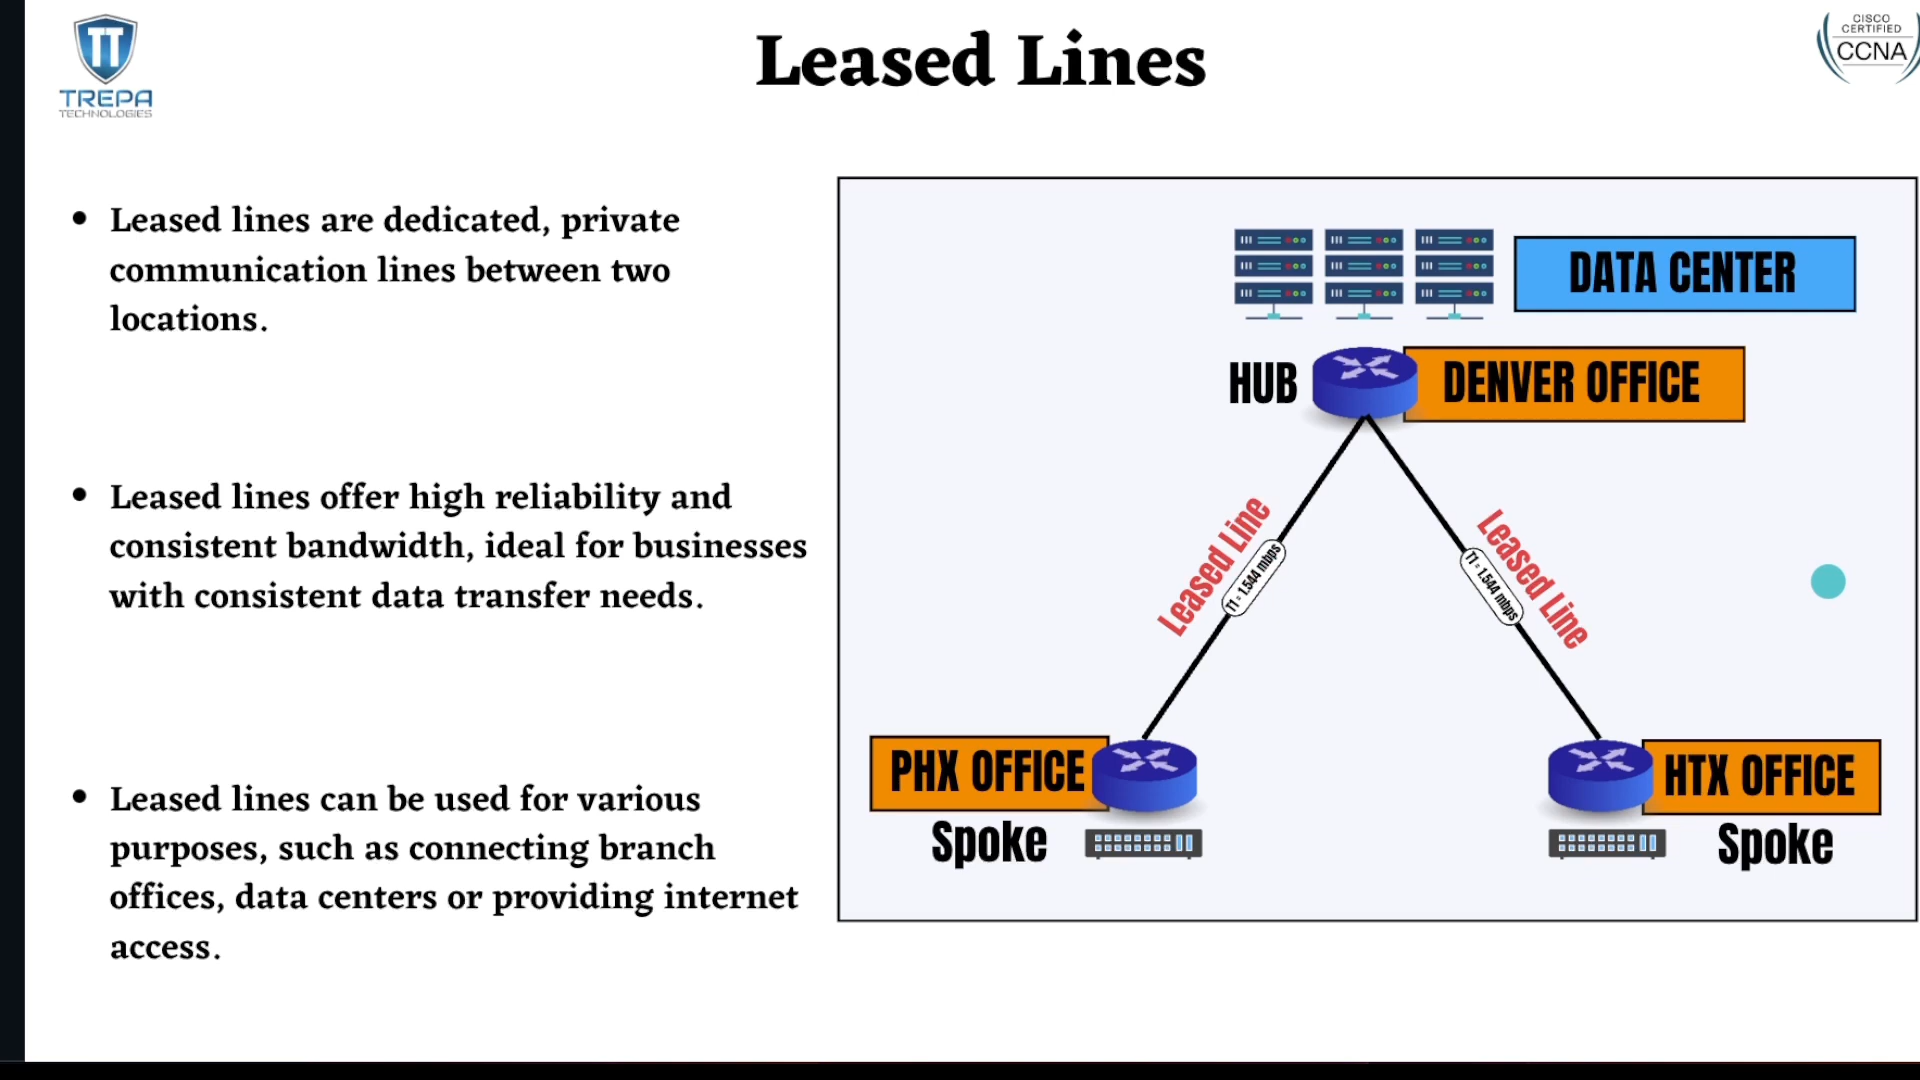 TREPA
TECHNOLOGIES
Leased Lines
CISCO
CERTIFIED
CCNA
• Leased lines are dedicated, private
communication lines between two
locations.
• Leased lines offer high reliability and
consistent bandwidth, ideal for businesses
with consistent data transfer needs.
• Leased lines can be used for various
purposes, such as connecting branch
offices, data centers or providing internet
access.
DATA CENTER
HUB
DENVER OFFICE
Leased Line
T1 = 1.544 mbps
Leased Line
T1 = 1.544 mbps
PHX OFFICE
Spoke
HTX OFFICE
Spoke